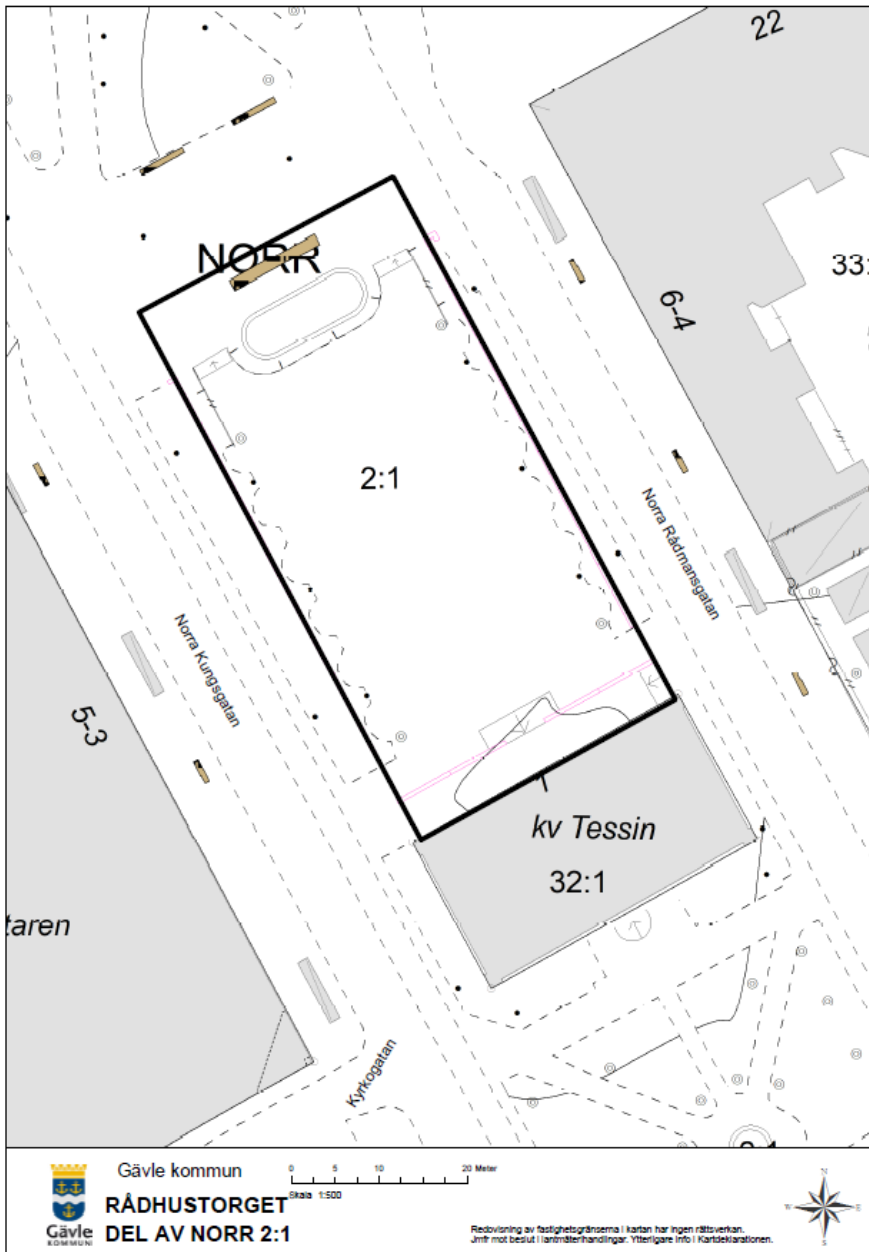 22
NORR
33:
6-4
2:1
Norra Rådmansgatan
Norra Kungsgatan
5-3
kv Tessin
32:1
taren
Kyrkogatan
Gävle kommun
RÅDHUSTORGET
DEL AV NORR 2:1
Gävle
KOMMUN
0 5 10 20 Meter
Skala 1:500
Redovisning av fastighetsgränserna i kartan har ingen rättsverkan.
Jmfr mot beslut i lantmäterihandlingar. Ytterligare info i Kartdeklarationen.
N
W
E
S